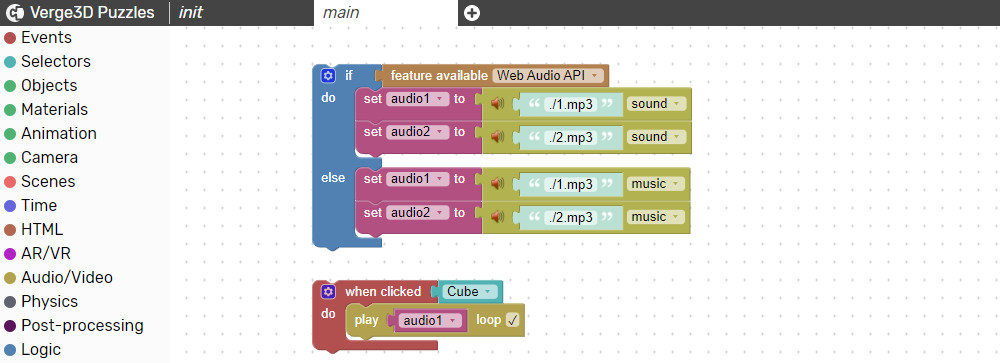 Verge3D Puzzles init main
Events
Selectors
Objects
Materials
Animation
Camera
Scenes
Time
HTML
AR/VR
Audio/Video
Physics
Post-processing
Logic
if feature available Web Audio API
do set audio1 to “ ./1.mp3 ” sound
set audio2 to “ ./2.mp3 ” sound
else set audio1 to “ ./1.mp3 ” music
set audio2 to “ ./2.mp3 ” music
when clicked Cube
do play audio1 loop ✓